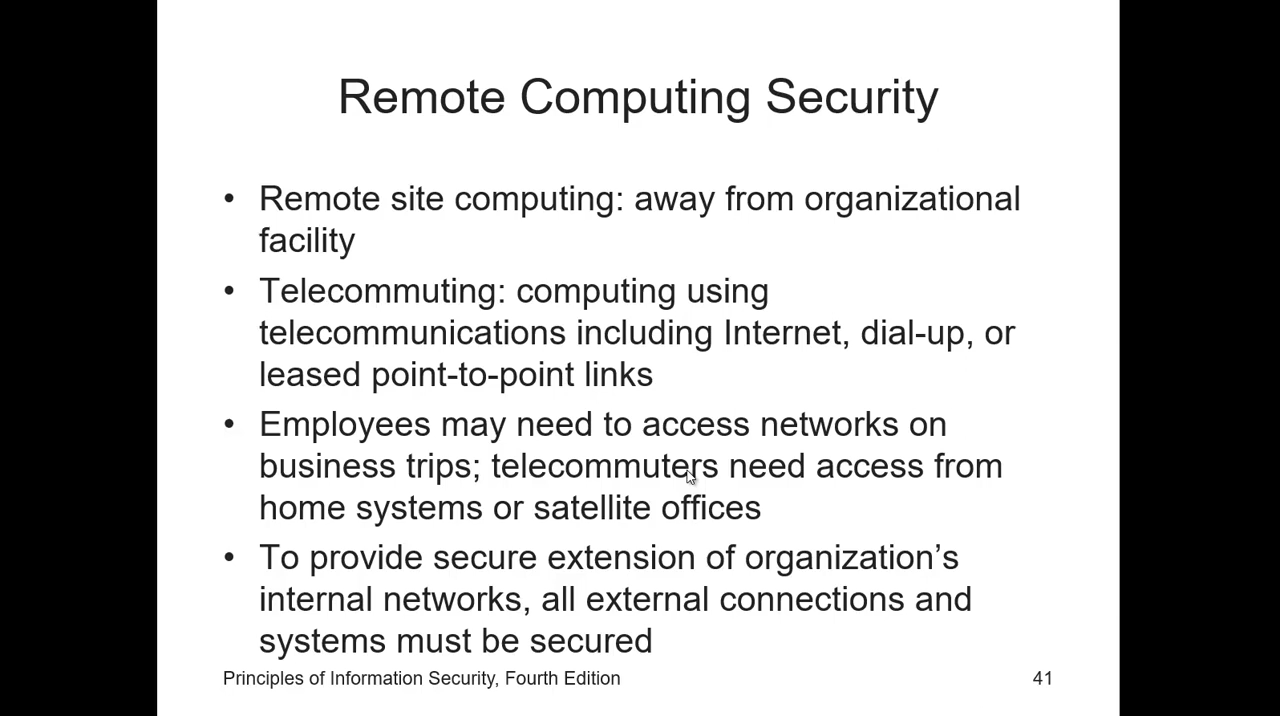 Remote Computing Security
• Remote site computing: away from organizational
facility
• Telecommuting: computing using
telecommunications including Internet, dial-up, or
leased point-to-point links
• Employees may need to access networks on
business trips; telecommuters need access from
home systems or satellite offices
• To provide secure extension of organization’s
internal networks, all external connections and
systems must be secured
Principles of Information Security, Fourth Edition 41